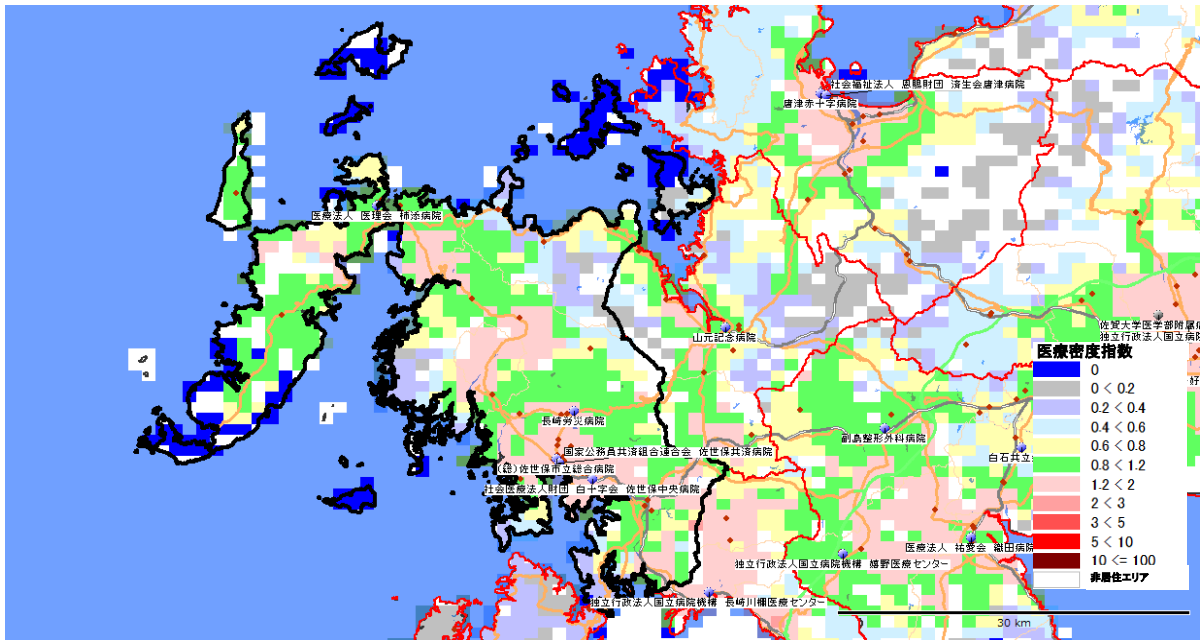 社会福祉法人 恩賜財団 済生会唐津病院
唐津赤十字病院
医療法人 医理会 柿添病院
山元記念病院
佐賀大学医学部附属病
独立行政法人国立病院
好
長崎労災病院
副島整形外科病院
国家公務員共済組合連合会 佐世保共済病院
白石共立
(総)佐世保市立総合病院
社会医療法人財団 白十字会 佐世保中央病院
医療法人 祐愛会 織田病院
独立行政法人国立病院機構 嬉野医療センター
独立行政法人国立病院機構 長崎川棚医療センター
医療密度指数
0
0 < 0.2
0.2 < 0.4
0.4 < 0.6
0.6 < 0.8
0.8 < 1.2
1.2 < 2
2 < 3
3 < 5
5 < 10
10 <= 100
非居住エリア
30 km